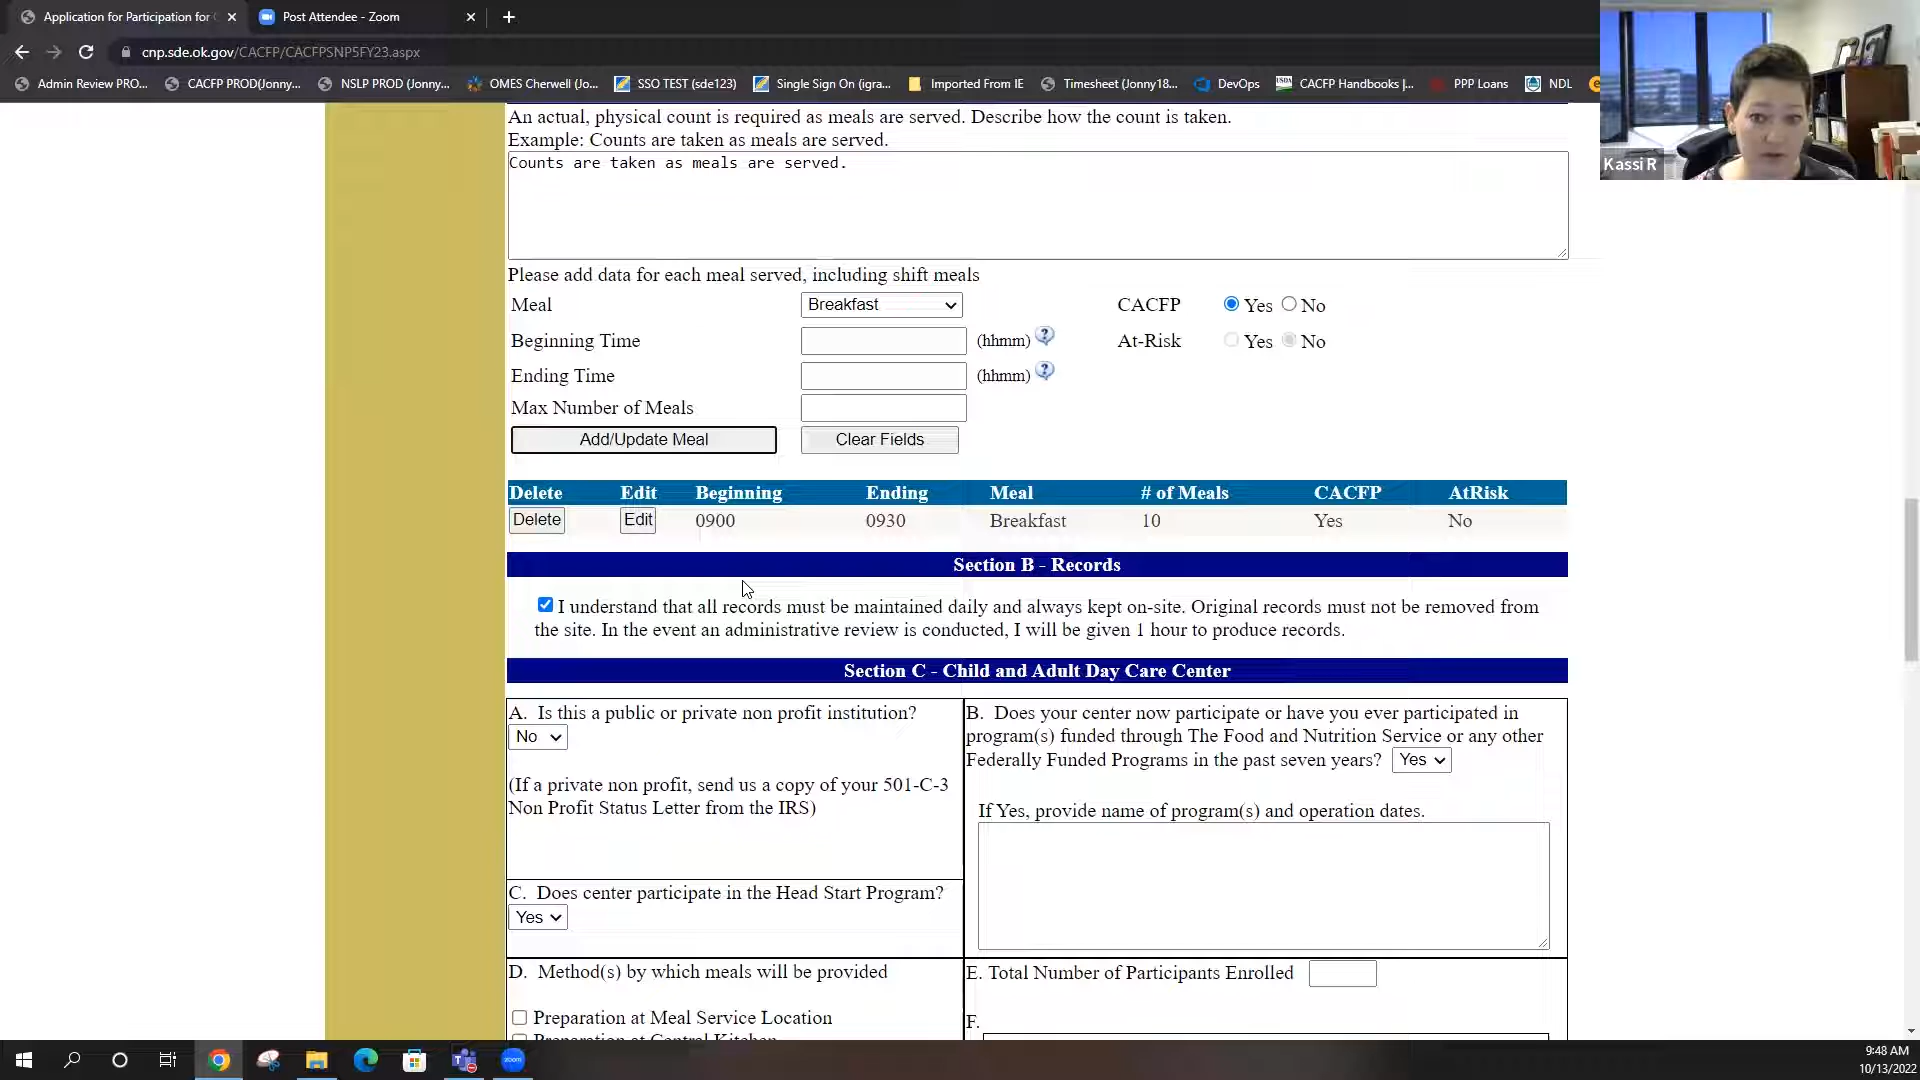 Application for Participation for
Post Attendee - Zoom
cnp.sde.ok.gov/CACFP/CACFPSNP5FY23.aspx
Admin Review PRO...
CACFP PROD(Jonny...
NSLP PROD (Jonny...
OMES Cherwell (Jo...
SSO TEST (sde123)
Single Sign On (igra...
Imported From IE
Timesheet (Jonny18...
DevOps
CACFP Handbooks |...
PPP Loans
NDL
Kassi R
An actual, physical count is required as meals are served. Describe how the count is taken.
Example: Counts are taken as meals are served.
Counts are taken as meals are served.
Please add data for each meal served, including shift meals
Meal Breakfast CACFP Yes No
Beginning Time (hhmm) ? At-Risk Yes No
Ending Time (hhmm) ?
Max Number of Meals
Add/Update Meal Clear Fields
Delete Edit Beginning Ending Meal # of Meals CACFP AtRisk
Delete Edit 0900 0930 Breakfast 10 Yes No
Section B - Records
I understand that all records must be maintained daily and always kept on-site. Original records must not be removed from
the site. In the event an administrative review is conducted, I will be given 1 hour to produce records.
Section C - Child and Adult Day Care Center
A. Is this a public or private non profit institution?
No
(If a private non profit, send us a copy of your 501-C-3
Non Profit Status Letter from the IRS)
B. Does your center now participate or have you ever participated in
program(s) funded through The Food and Nutrition Service or any other
Federally Funded Programs in the past seven years? Yes
If Yes, provide name of program(s) and operation dates.
C. Does center participate in the Head Start Program?
Yes
D. Method(s) by which meals will be provided
Preparation at Meal Service Location
Preparation at Central Kitchen
E. Total Number of Participants Enrolled
F.
zoom
9:48 AM
10/13/2022